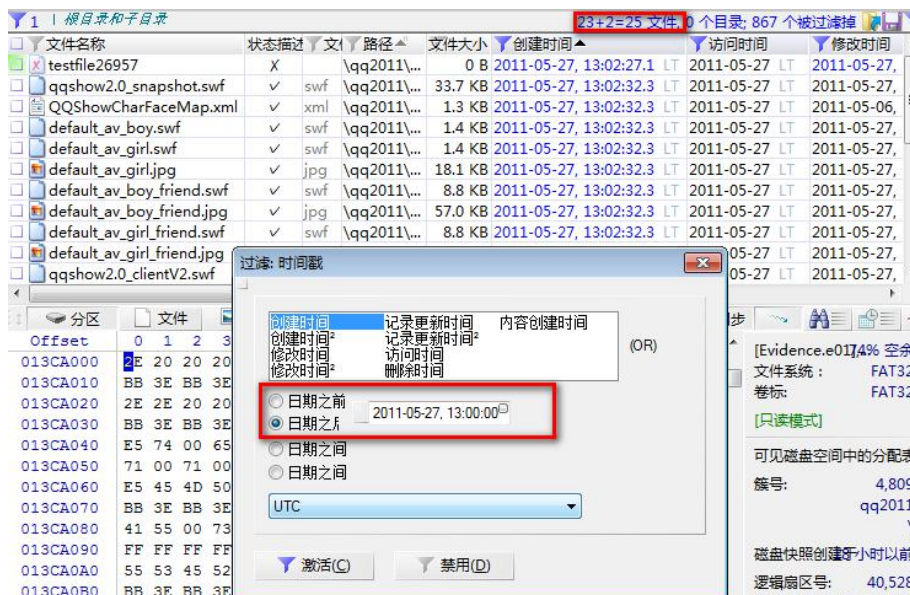 1 根目录和子目录 23+2=25 文件, 0 个目录; 867 个被过滤掉
文件名称 状态描述 文件 路径 文件大小 创建时间 访问时间 修改时间
testfile26957 X \qq2011\... 0 B 2011-05-27, 13:02:27.1 LT 2011-05-27 LT 2011-05-27,
qqshow2.0_snapshot.swf ✓ swf \qq2011\... 33.7 KB 2011-05-27, 13:02:32.3 LT 2011-05-27 LT 2011-05-27,
QQShowCharFaceMap.xml ✓ xml \qq2011\... 1.3 KB 2011-05-27, 13:02:32.3 LT 2011-05-27 LT 2011-05-06,
default_av_boy.swf ✓ swf \qq2011\... 1.4 KB 2011-05-27, 13:02:32.3 LT 2011-05-27 LT 2011-05-27,
default_av_girl.swf ✓ swf \qq2011\... 1.4 KB 2011-05-27, 13:02:32.3 LT 2011-05-27 LT 2011-05-27,
default_av_girl.jpg ✓ jpg \qq2011\... 18.1 KB 2011-05-27, 13:02:32.3 LT 2011-05-27 LT 2011-05-27,
default_av_boy_friend.swf ✓ swf \qq2011\... 8.8 KB 2011-05-27, 13:02:32.3 LT 2011-05-27 LT 2011-05-27,
default_av_boy_friend.jpg ✓ jpg \qq2011\... 57.0 KB 2011-05-27, 13:02:32.3 LT 2011-05-27 LT 2011-05-27,
default_av_girl_friend.swf ✓ swf \qq2011\... 8.8 KB 2011-05-27, 13:02:32.3 LT 2011-05-27 LT 2011-05-27,
default_av_girl_friend.jpg 05-27 LT 2011-05-27,
qqshow2.0_clientV2.swf 05-27 LT 2011-05-27,
过滤: 时间戳
创建时间 记录更新时间 内容创建时间
创建时间² 记录更新时间²
修改时间 访问时间
修改时间² 删除时间
(OR)
日期之前
日期之后 2011-05-27, 13:00:00
日期之间
日期之间
UTC
激活(C) 禁用(D)
分区 文件 步
Offset 0 1 2 3
013CA000 2E 20 20 20
013CA010 BB 3E BB 3E
013CA020 2E 2E 20 20
013CA030 BB 3E BB 3E
013CA040 E5 74 00 65
013CA050 71 00 71 00
013CA060 E5 45 4D 50
013CA070 BB 3E BB 3E
013CA080 41 55 00 73
013CA090 FF FF FF FF
013CA0A0 55 53 45 52
013CA0B0 BB 3E BB 3E
[Evidence.e01] 74% 空余
文件系统： FAT32
卷标: FAT32
[只读模式]
可见磁盘空间中的分配表
簇号: 4,809
qq2011
磁盘快照创建于 8 小时以前
逻辑扇区号: 40,528